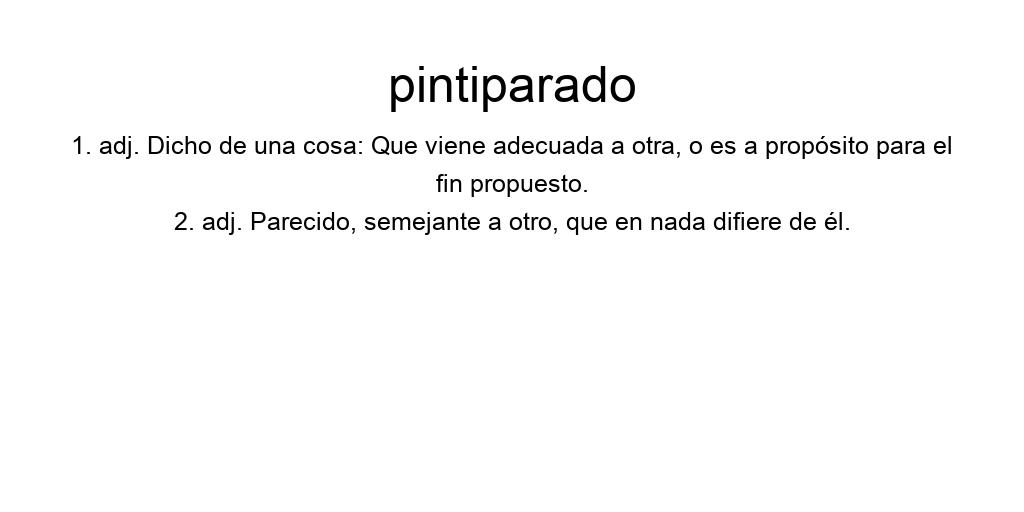 pintiparado
1. adj. Dicho de una cosa: Que viene adecuada a otra, o es a propósito para el
fin propuesto.
2. adj. Parecido, semejante a otro, que en nada difiere de él.